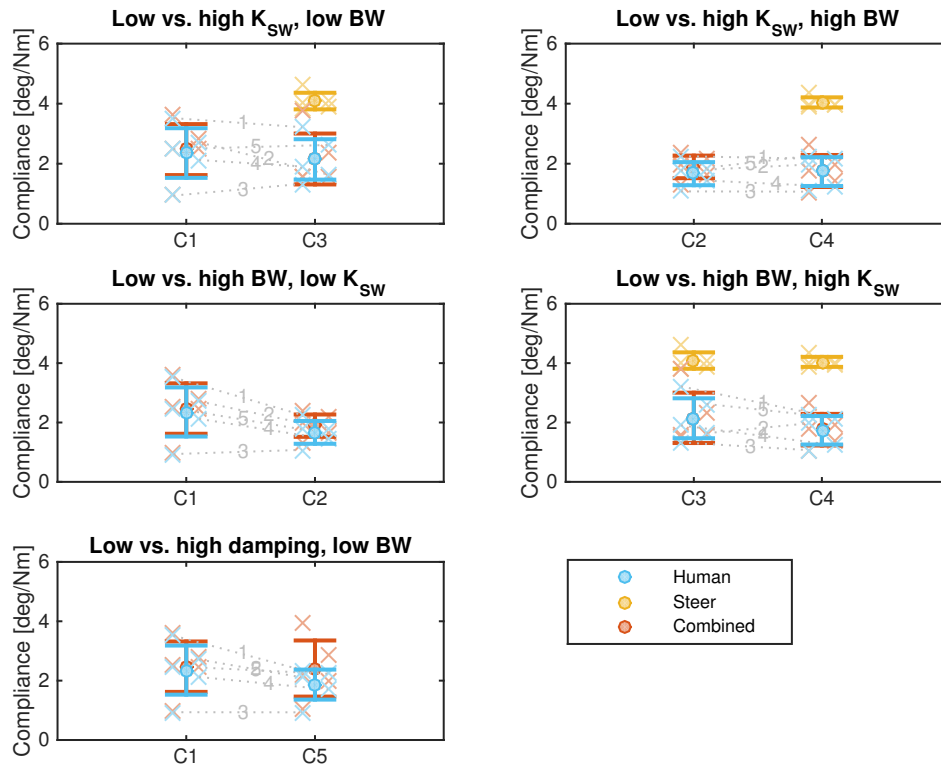 Low vs. high K_SW, low BW
Compliance [deg/Nm]
6
4
2
0
1
5
2
4
3
C1
C3
Low vs. high K_SW, high BW
Compliance [deg/Nm]
6
4
2
0
1
5
2
4
3
C2
C4
Low vs. high BW, low K_SW
Compliance [deg/Nm]
6
4
2
0
1
2
5
4
3
C1
C2
Low vs. high BW, high K_SW
Compliance [deg/Nm]
6
4
2
0
1
5
2
4
3
C3
C4
Low vs. high damping, low BW
Compliance [deg/Nm]
6
4
2
0
1
4
3
C1
C5
Human
Steer
Combined